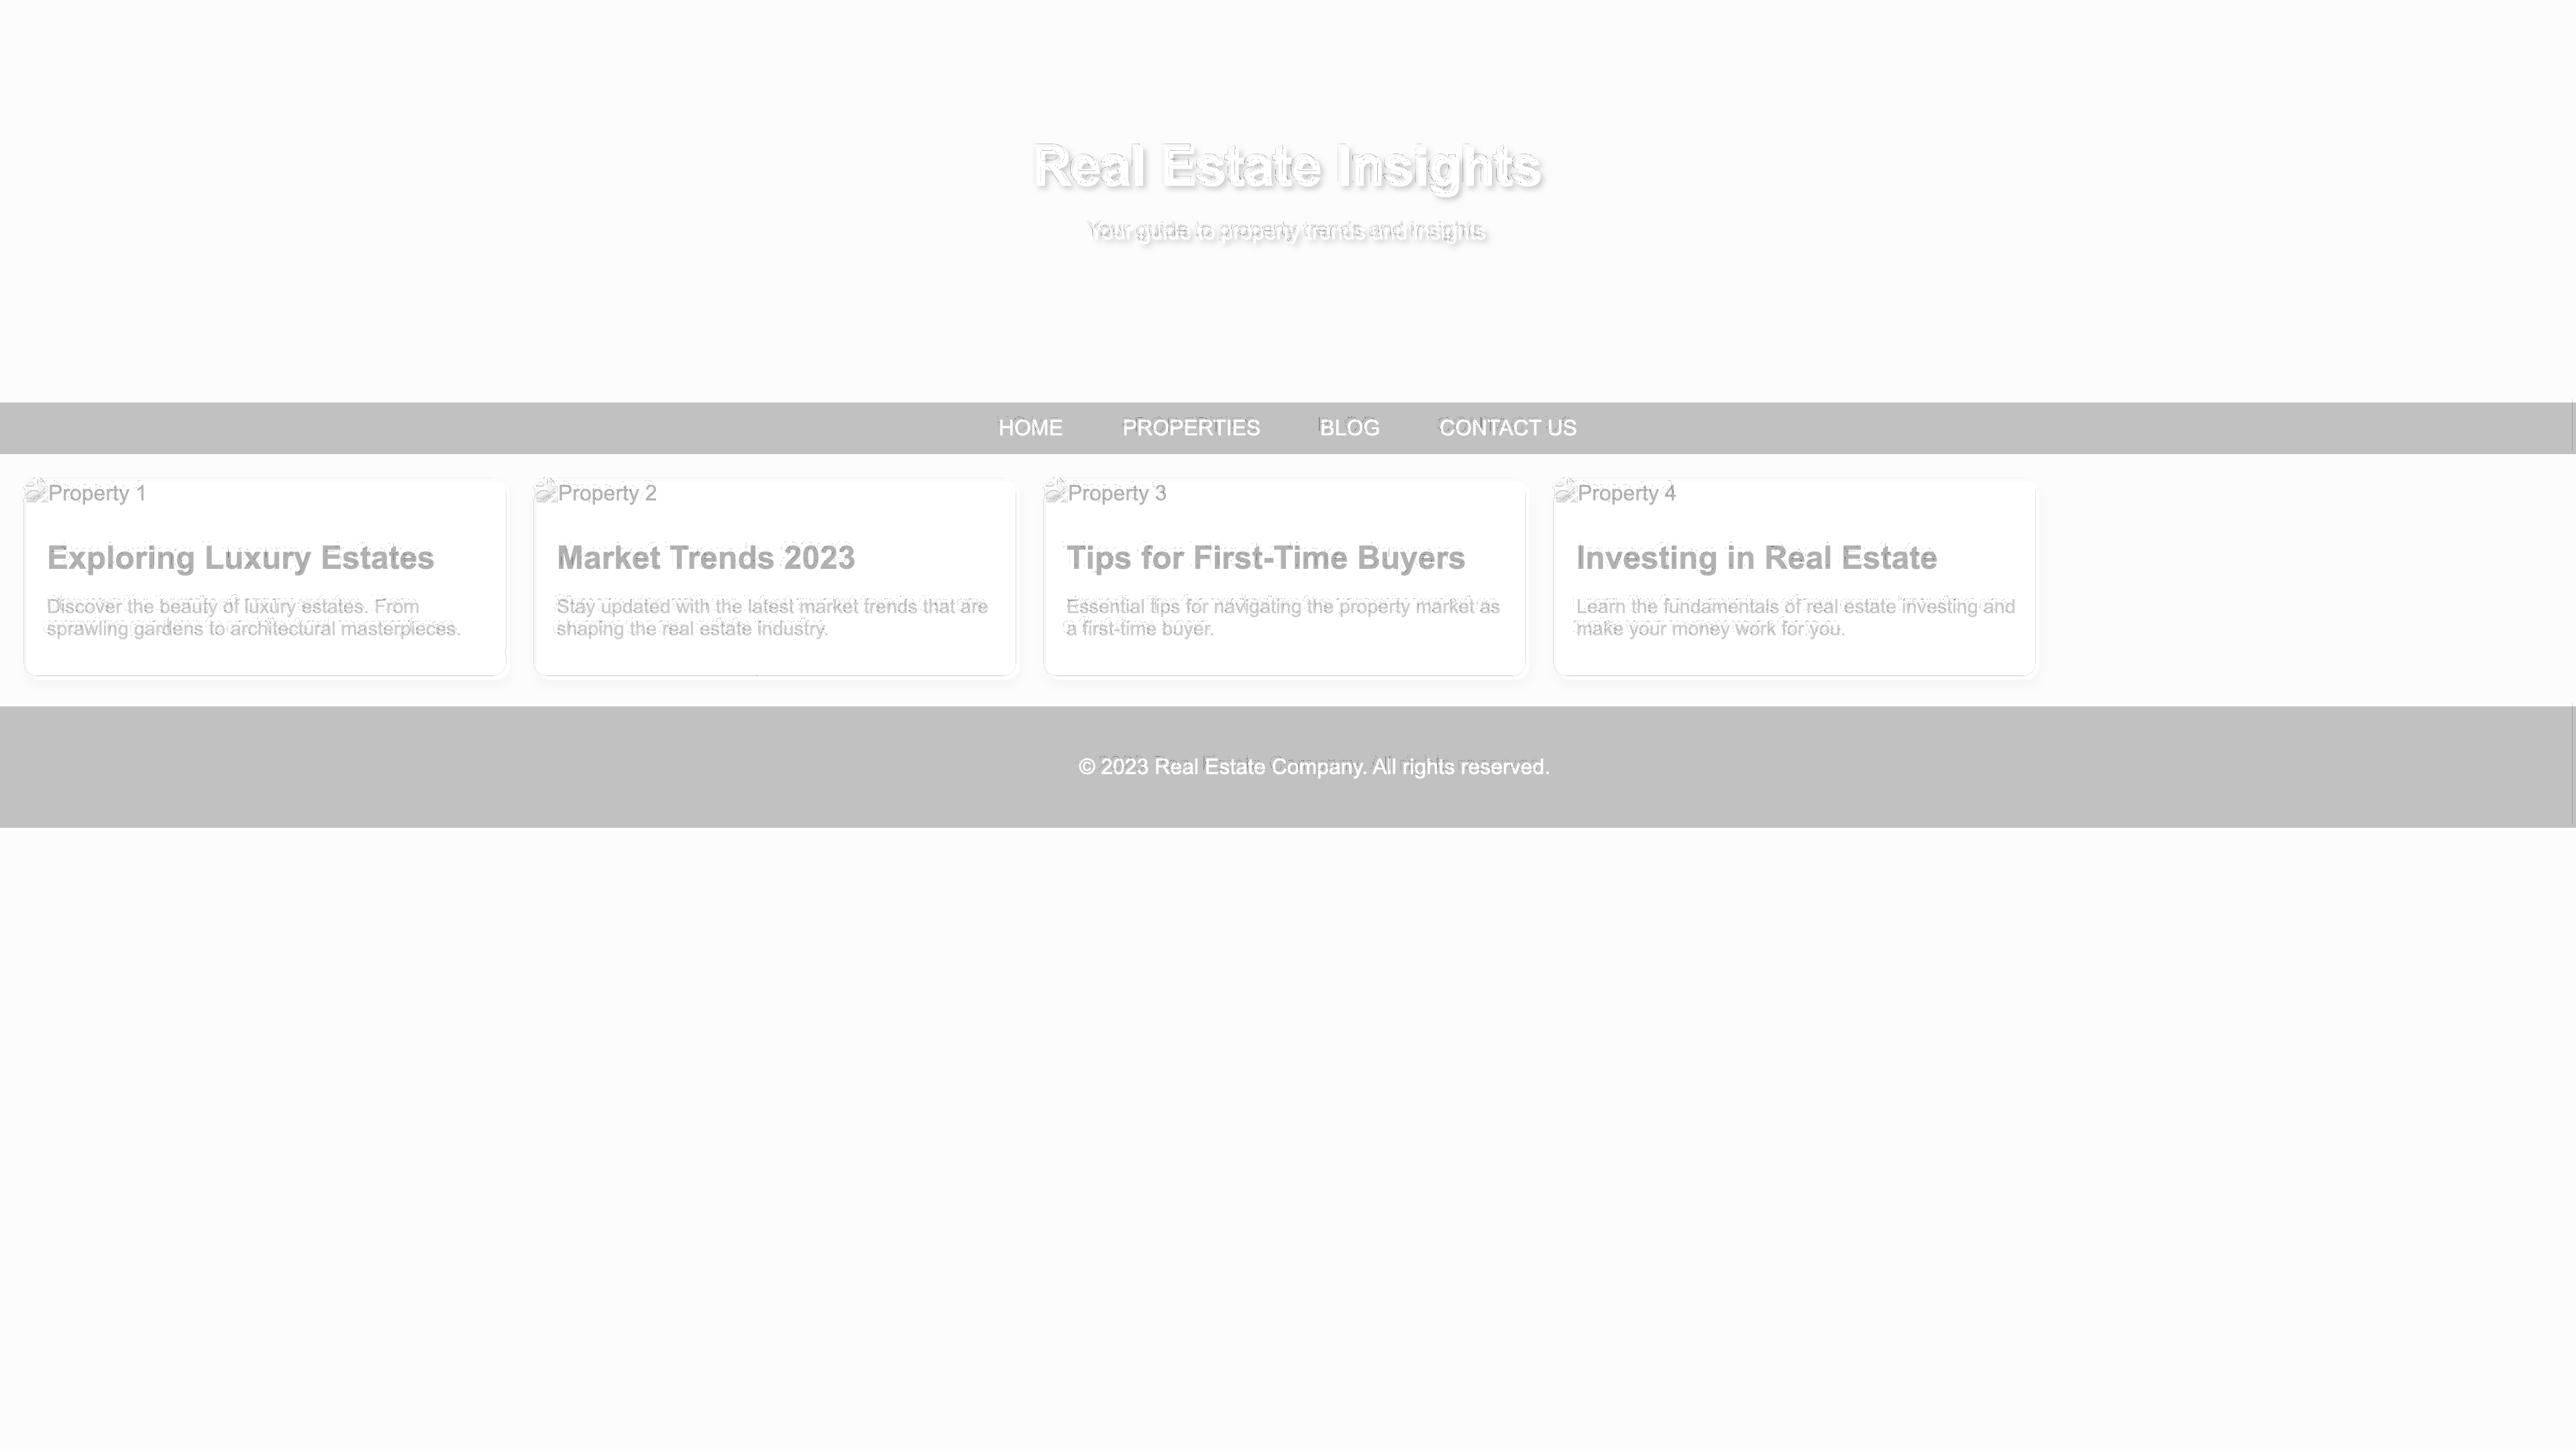 Real Estate Insights
Your guide to property trends and insights
HOME PROPERTIES BLOG CONTACT US
Property 1
Exploring Luxury Estates
Discover the beauty of luxury estates. From
sprawling gardens to architectural masterpieces.
Property 2
Market Trends 2023
Stay updated with the latest market trends that are
shaping the real estate industry.
Property 3
Tips for First-Time Buyers
Essential tips for navigating the property market as
a first-time buyer.
Property 4
Investing in Real Estate
Learn the fundamentals of real estate investing and
make your money work for you.
© 2023 Real Estate Company. All rights reserved.